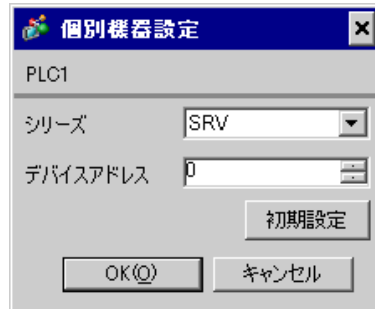 個別機器設定
PLC1
シリーズ SRV
デバイスアドレス 0
初期設定
OK(O) キャンセル